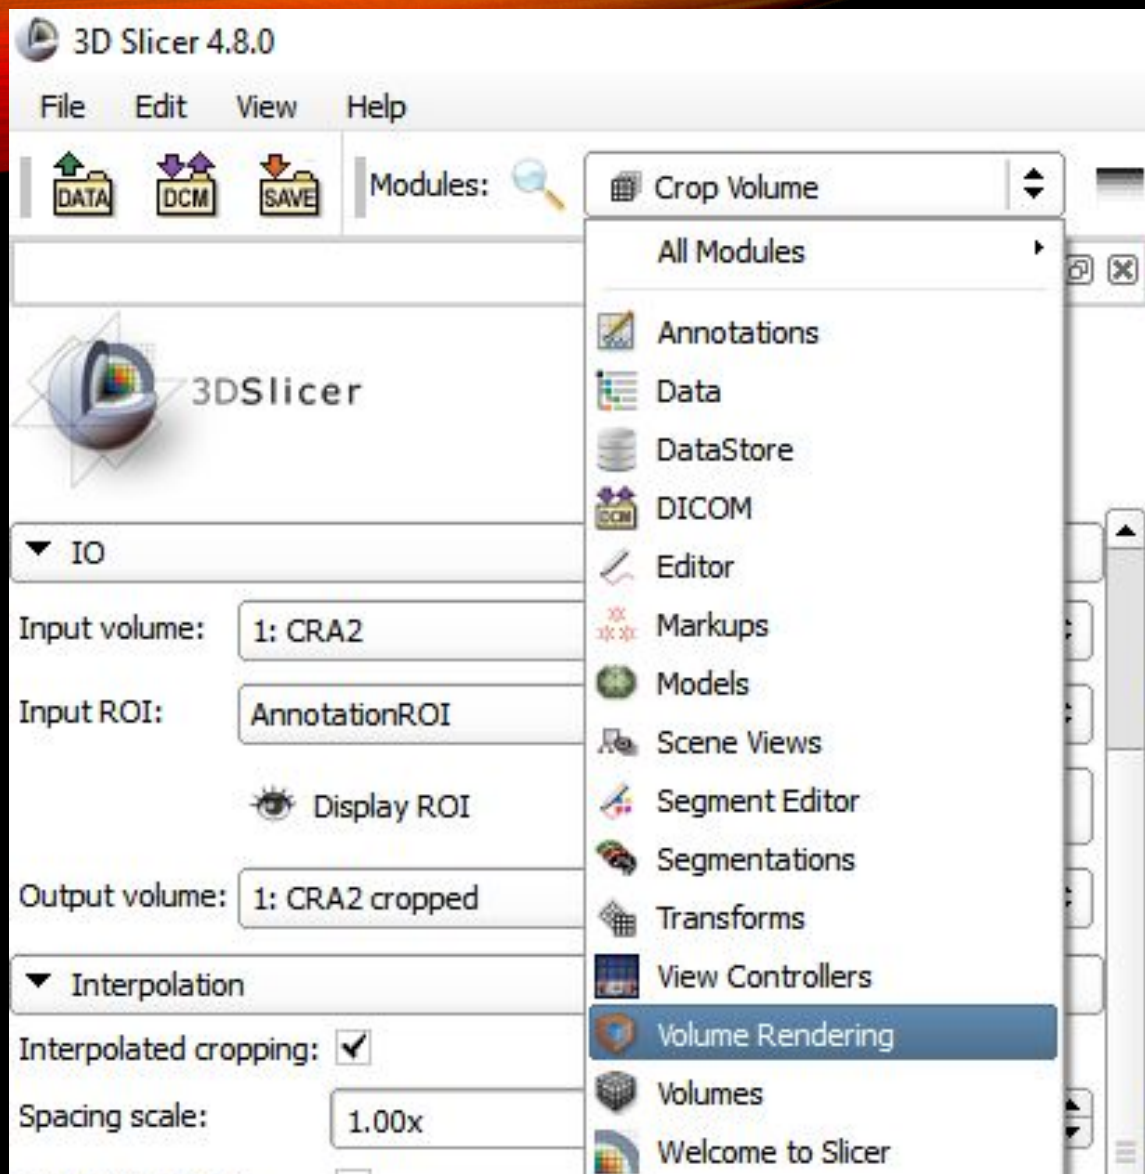 3D Slicer 4.8.0
File Edit View Help
DATA DCM SAVE Modules: Crop Volume
All Modules
Annotations
Data
DataStore
DICOM
Editor
Markups
Models
Scene Views
Segment Editor
Segmentations
Transforms
View Controllers
Volume Rendering
Volumes
Welcome to Slicer
3DSlicer
IO
Input volume: 1: CRA2
Input ROI: AnnotationROI
Display ROI
Output volume: 1: CRA2 cropped
Interpolation
Interpolated cropping:
Spacing scale: 1.00x